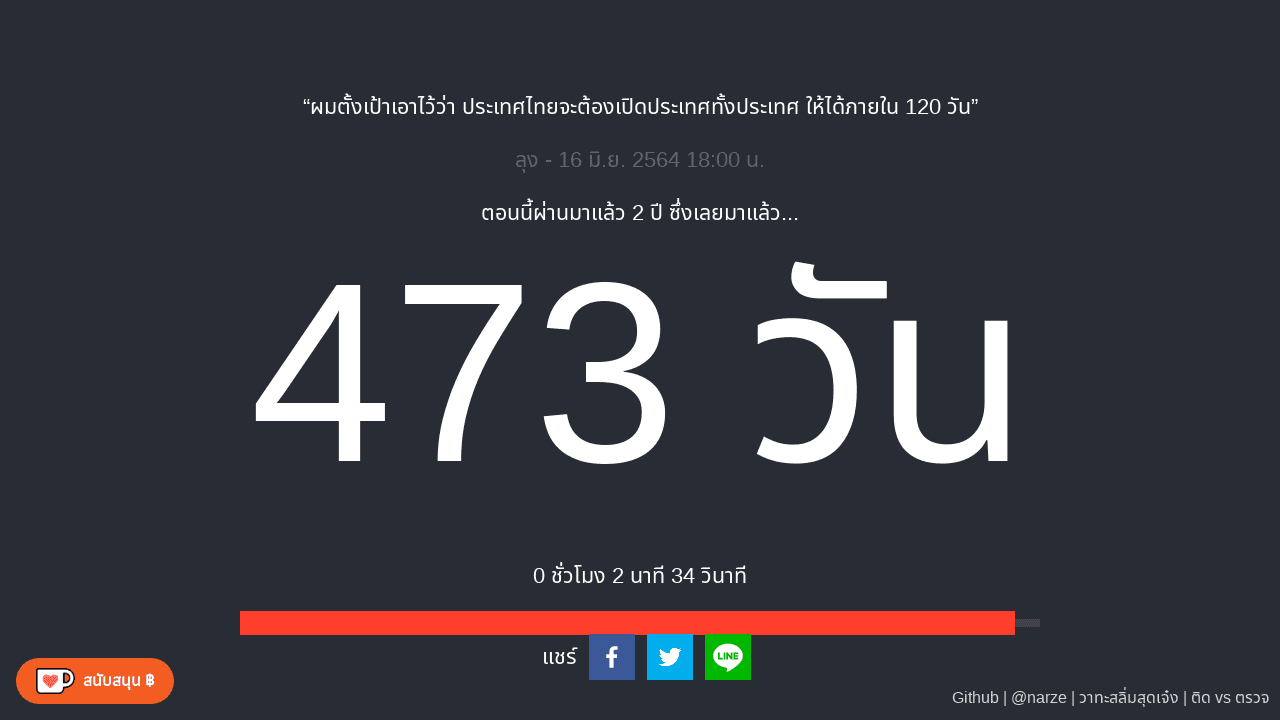 “ผมตั้งเป้าเอาไว้ว่า ประเทศไทยจะต้องเปิดประเทศทั้งประเทศ ให้ได้ภายใน 120 วัน”
ลุง - 16 มิ.ย. 2564 18:00 น.
ตอนนี้ผ่านมาแล้ว 2 ปี ซึ่งเลยมาแล้ว...
473 วัน
0 ชั่วโมง 2 นาที 34 วินาที
แชร์
LINE
สนับสนุน ฿
Github | @narze | วาทะสลิ่มสุดเจ๋ง | ติด vs ตรวจ